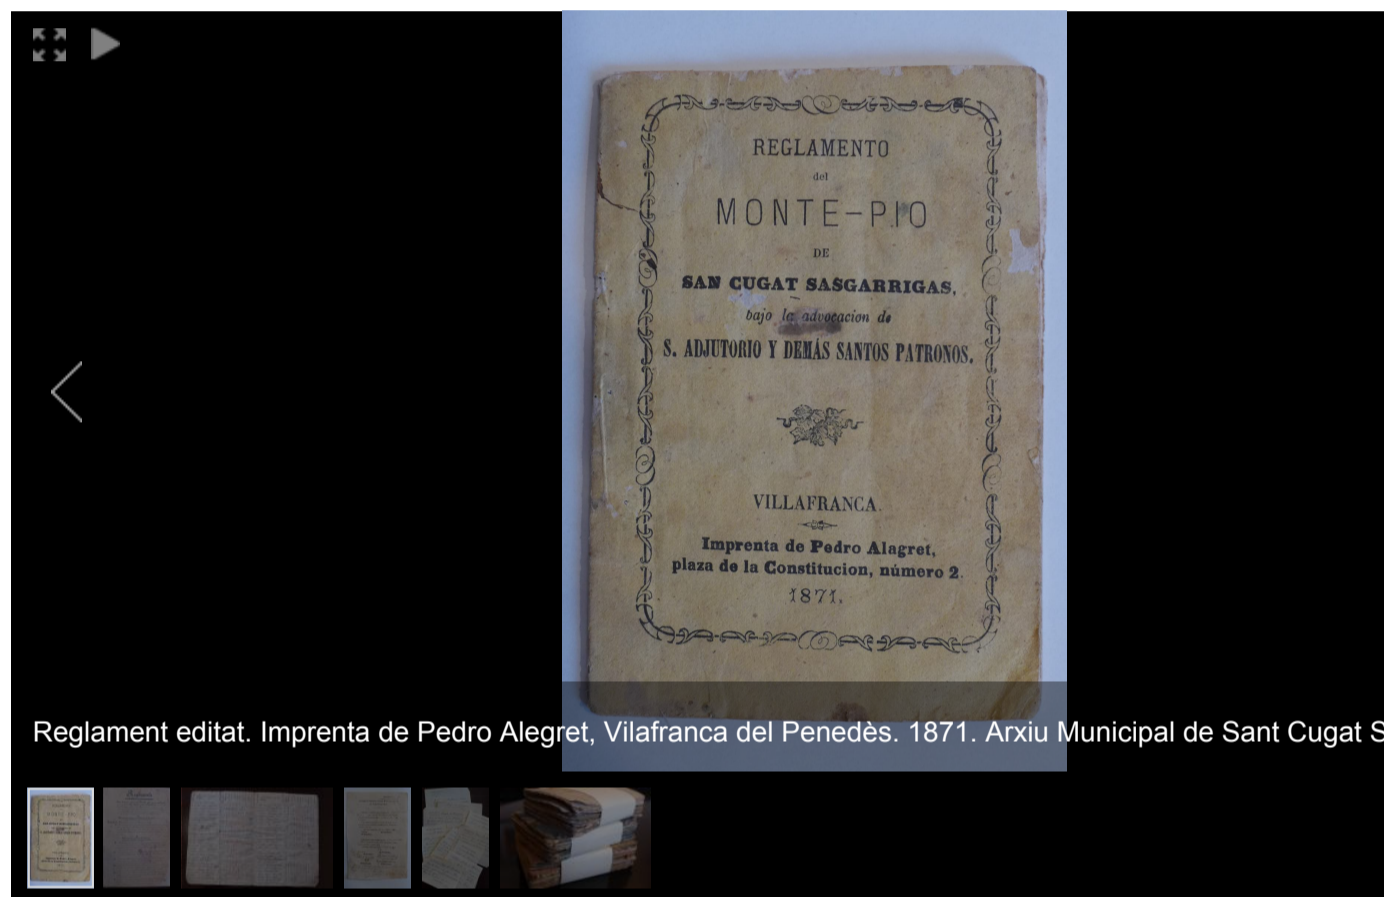 REGLAMENTO
del
MONTE-PIO
DE
SAN CUGAT SASGARRIGAS,
bajo la advocacion de
S. ADJUTORIO Y DEMÁS SANTOS PATRONOS.
VILLAFRANCA.
Imprenta de Pedro Alagret,
plaza de la Constitucion, número 2.
1871.
Reglament editat. Imprenta de Pedro Alegret, Vilafranca del Penedès. 1871. Arxiu Municipal de Sant Cugat S